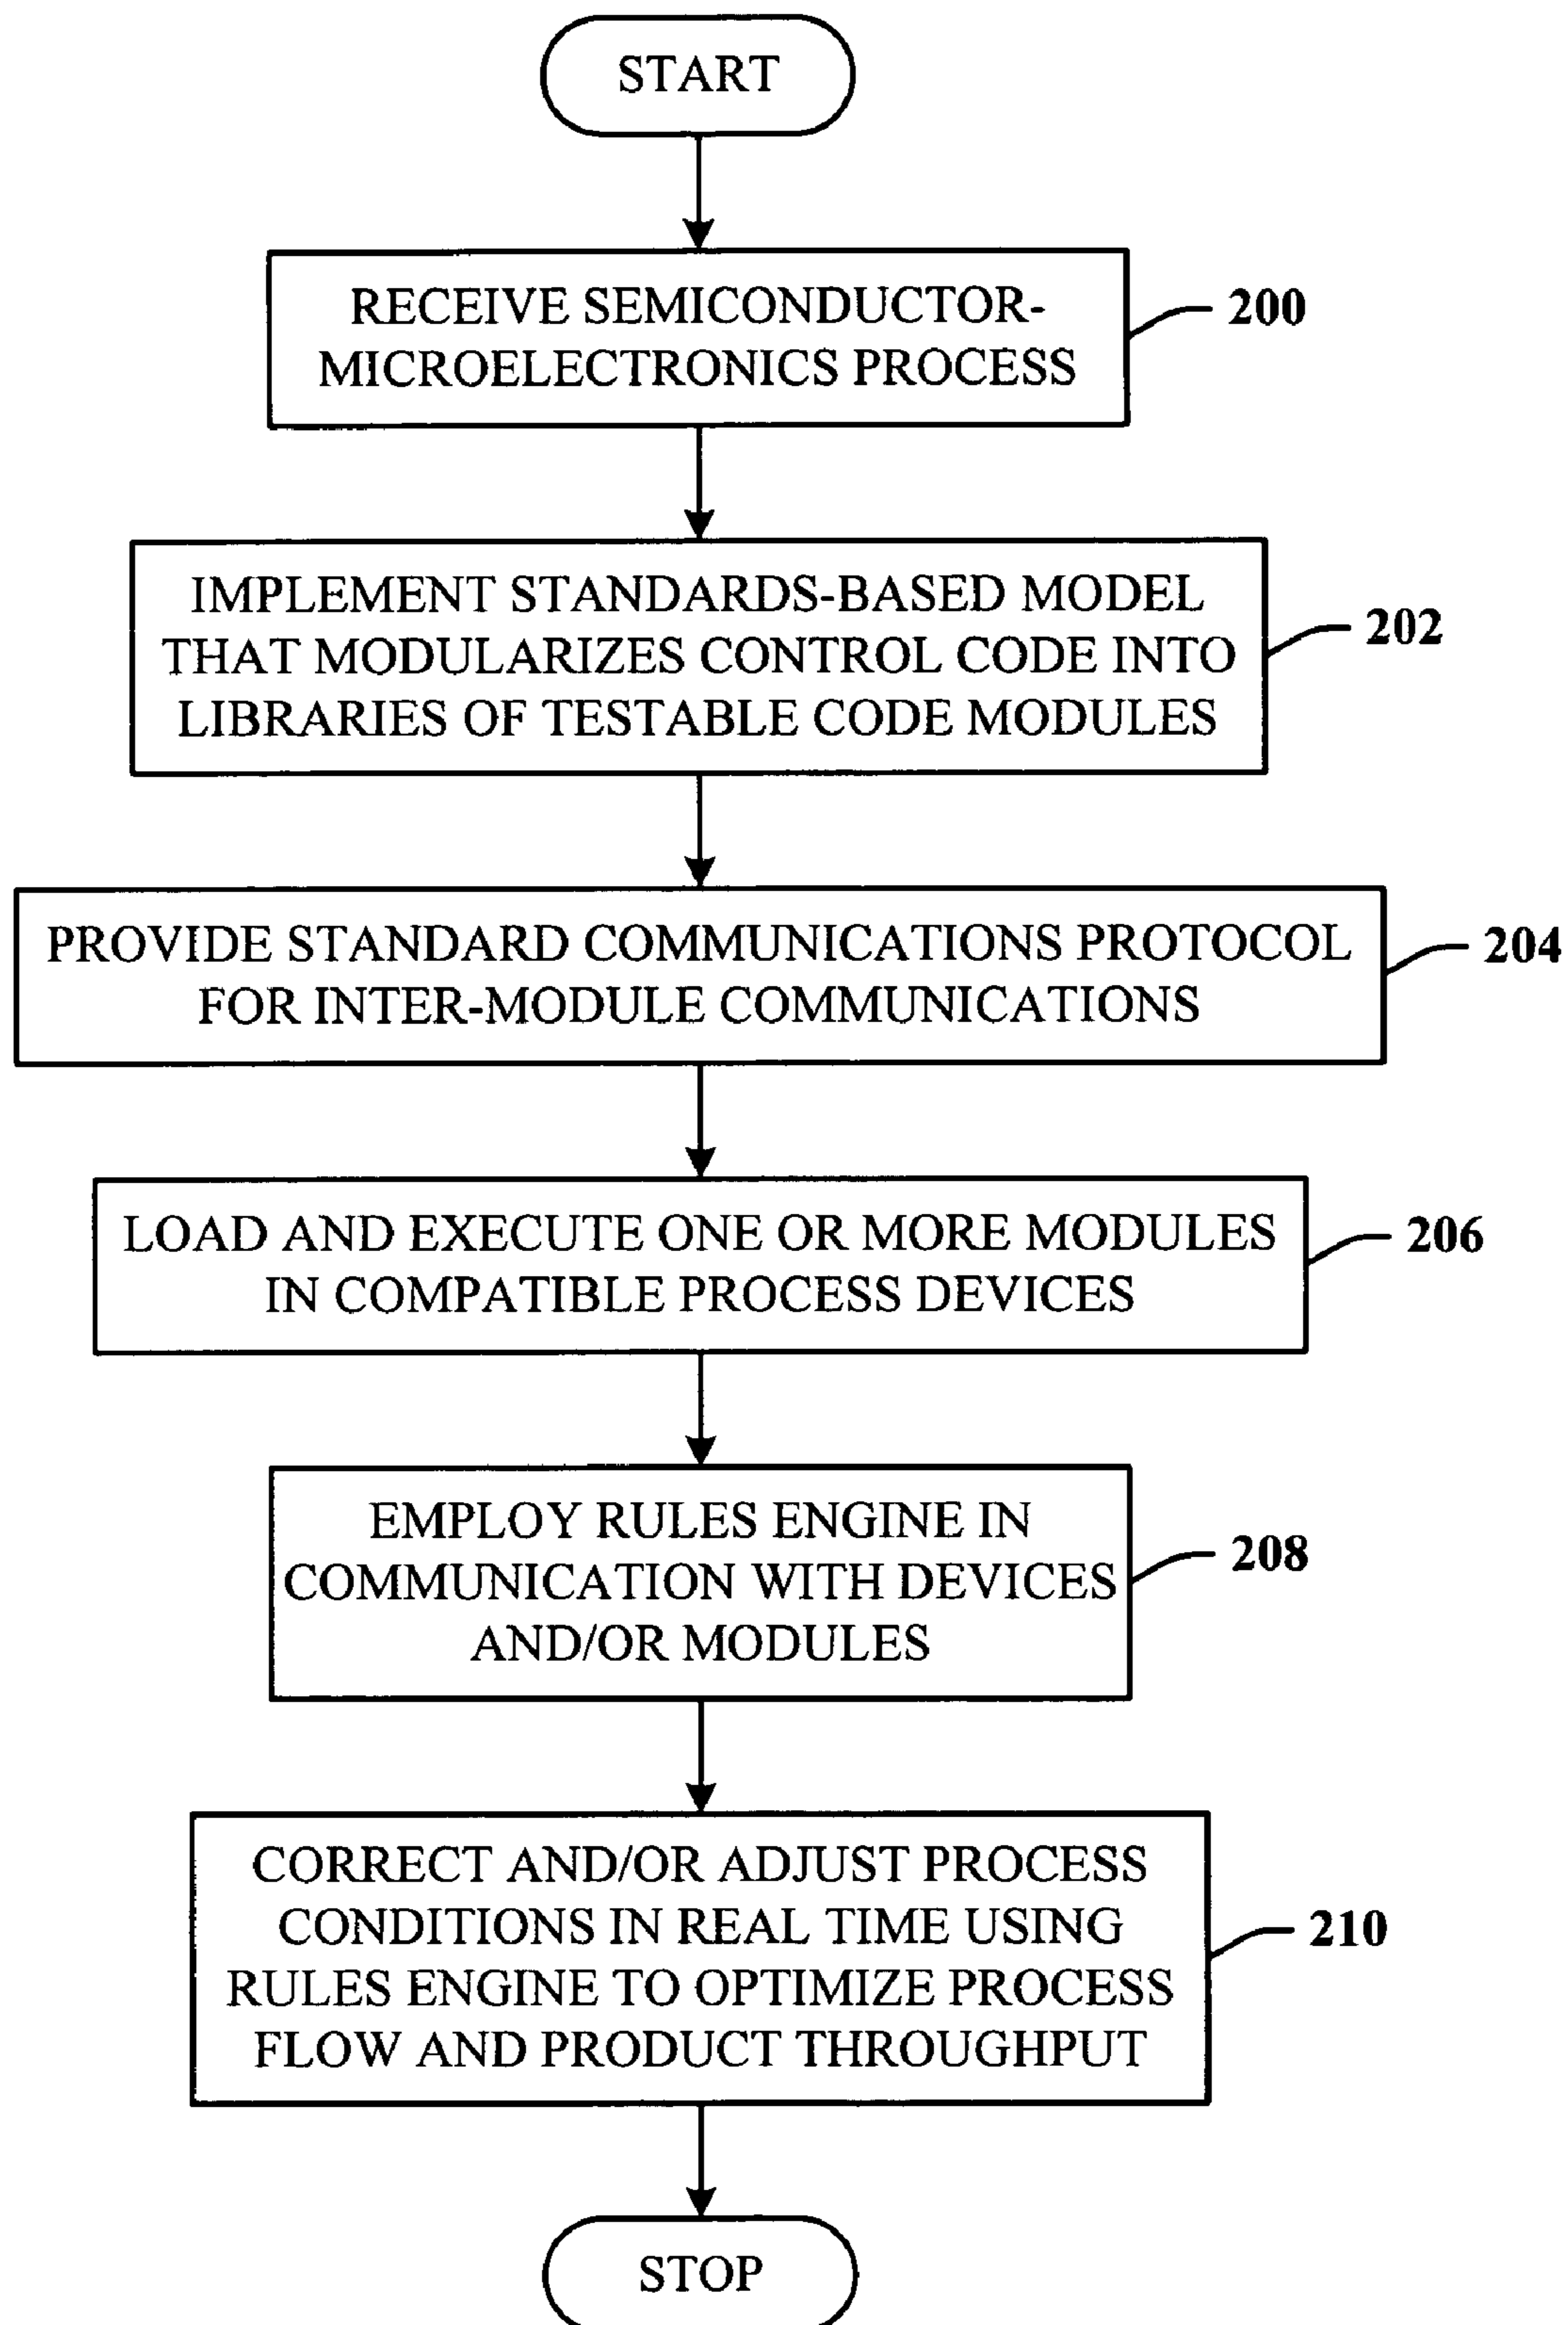 START
RECEIVE SEMICONDUCTOR-
MICROELECTRONICS PROCESS
200
IMPLEMENT STANDARDS-BASED MODEL
THAT MODULARIZES CONTROL CODE INTO
LIBRARIES OF TESTABLE CODE MODULES
202
PROVIDE STANDARD COMMUNICATIONS PROTOCOL
FOR INTER-MODULE COMMUNICATIONS
204
LOAD AND EXECUTE ONE OR MORE MODULES
IN COMPATIBLE PROCESS DEVICES
206
EMPLOY RULES ENGINE IN
COMMUNICATION WITH DEVICES
AND/OR MODULES
208
CORRECT AND/OR ADJUST PROCESS
CONDITIONS IN REAL TIME USING
RULES ENGINE TO OPTIMIZE PROCESS
FLOW AND PRODUCT THROUGHPUT
210
STOP